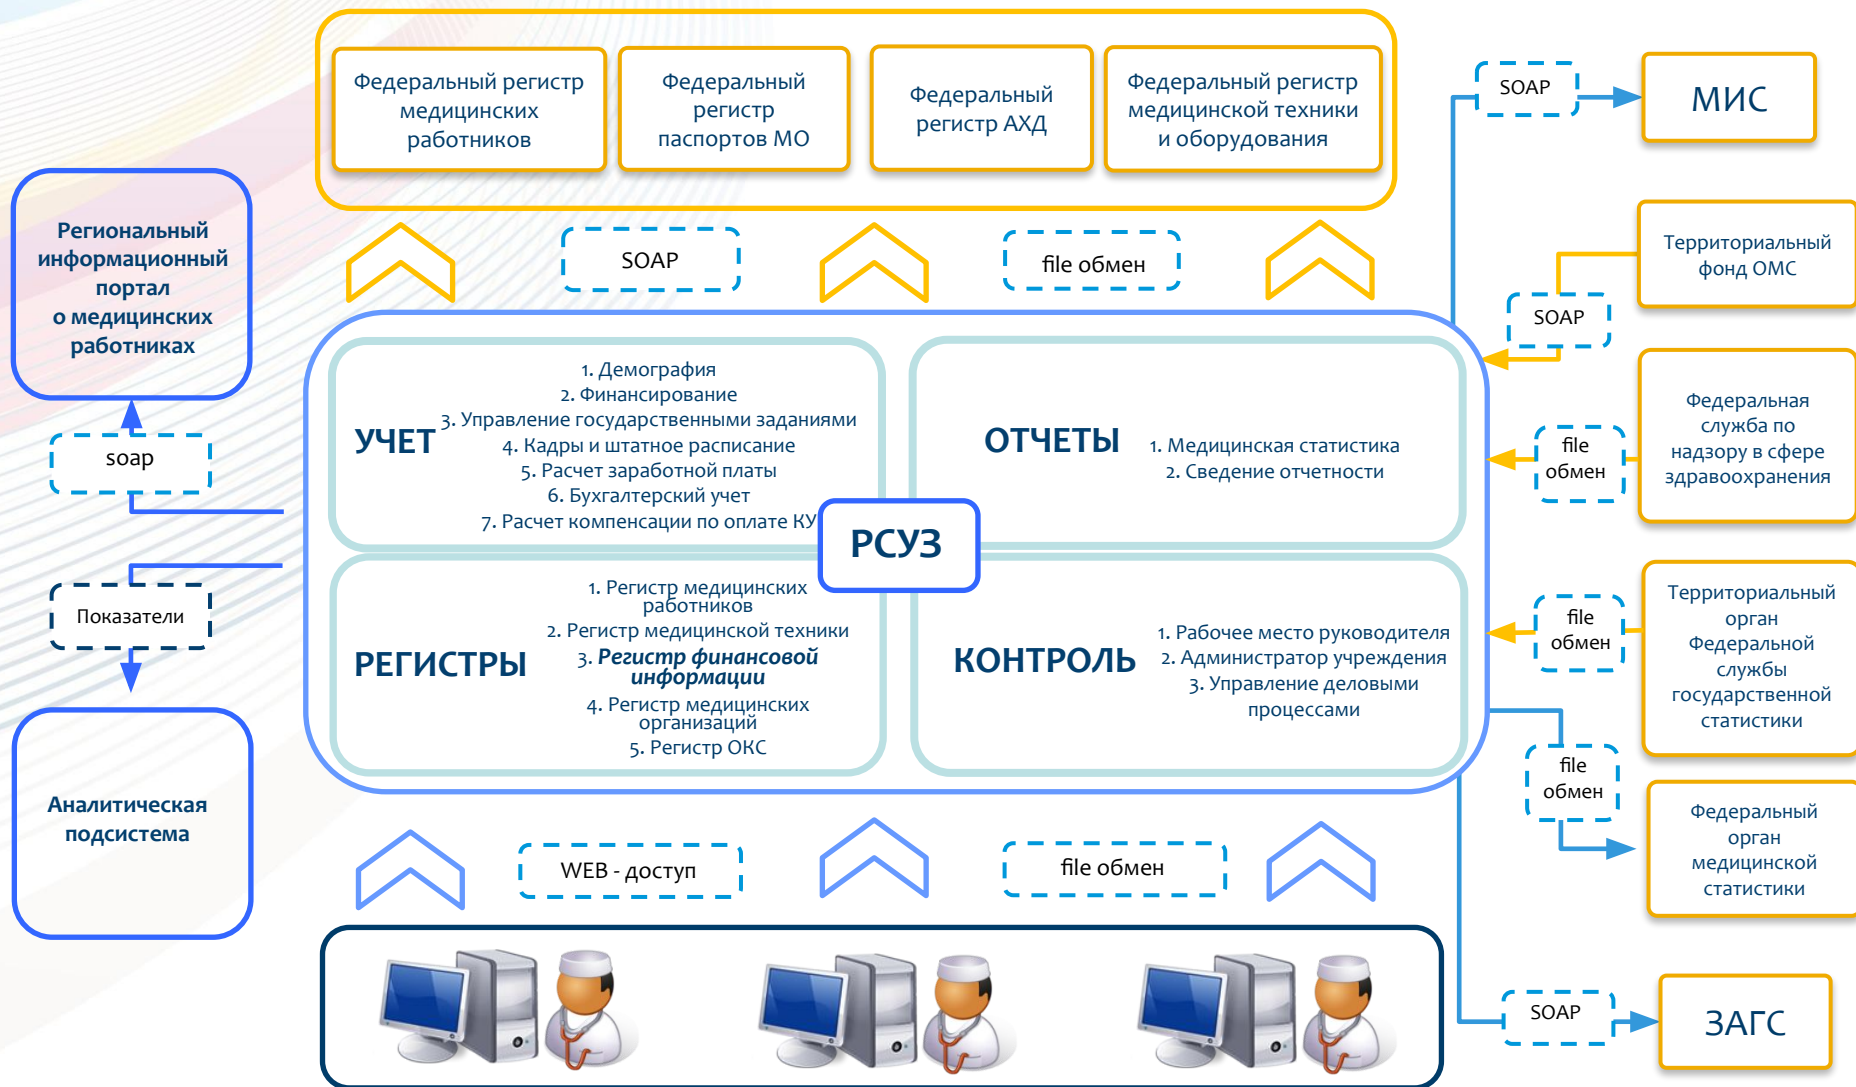 Федеральный регистр
медицинских
работников
Федеральный
регистр
паспортов МО
Федеральный
регистр АХД
Федеральный регистр
медицинской техники
и оборудования
SOAP
МИС
Региональный
информационный
портал
о медицинских
работниках
SOAP
file обмен
Территориальный
фонд ОМС
SOAP
soap
УЧЕТ
1. Демография
2. Финансирование
3. Управление государственными заданиями
4. Кадры и штатное расписание
5. Расчет заработной платы
6. Бухгалтерский учет
7. Расчет компенсации по оплате КУ
ОТЧЕТЫ
1. Медицинская статистика
2. Сведение отчетности
file
обмен
Федеральная
служба по
надзору в сфере
здравоохранения
РСУЗ
Показатели
РЕГИСТРЫ
1. Регистр медицинских
работников
2. Регистр медицинской техники
3. Регистр финансовой
информации
4. Регистр медицинских
организаций
5. Регистр ОКС
КОНТРОЛЬ
1. Рабочее место руководителя
2. Администратор учреждения
3. Управление деловыми
процессами
file
обмен
Территориальный
орган
Федеральной
службы
государственной
статистики
file
обмен
Федеральный
орган
медицинской
статистики
Аналитическая
подсистема
WEB - доступ
file обмен
SOAP
ЗАГС